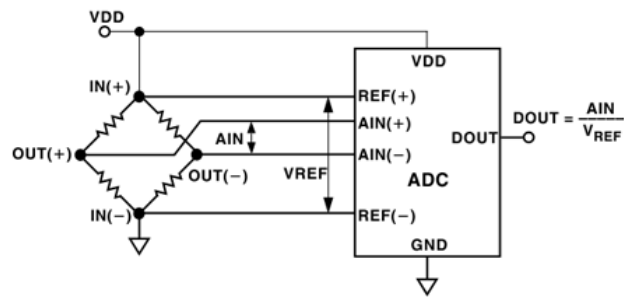 VDD
IN(+)
OUT(+)
OUT(−)
IN(−)
AIN
VREF
VDD
REF(+)
AIN(+)
AIN(−)
REF(−)
DOUT
ADC
GND
DOUT = AIN
VREF